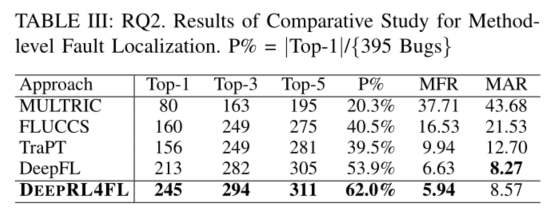 TABLE III: RQ2. Results of Comparative Study for Method-
level Fault Localization. P% = |Top-1|/{395 Bugs}
Approach Top-1 Top-3 Top-5 P% MFR MAR
MULTRIC 80 163 195 20.3% 37.71 43.68
FLUCCS 160 249 275 40.5% 16.53 21.53
TraPT 156 249 281 39.5% 9.94 12.70
DeepFL 213 282 305 53.9% 6.63 8.27
DEEPRL4FL 245 294 311 62.0% 5.94 8.57